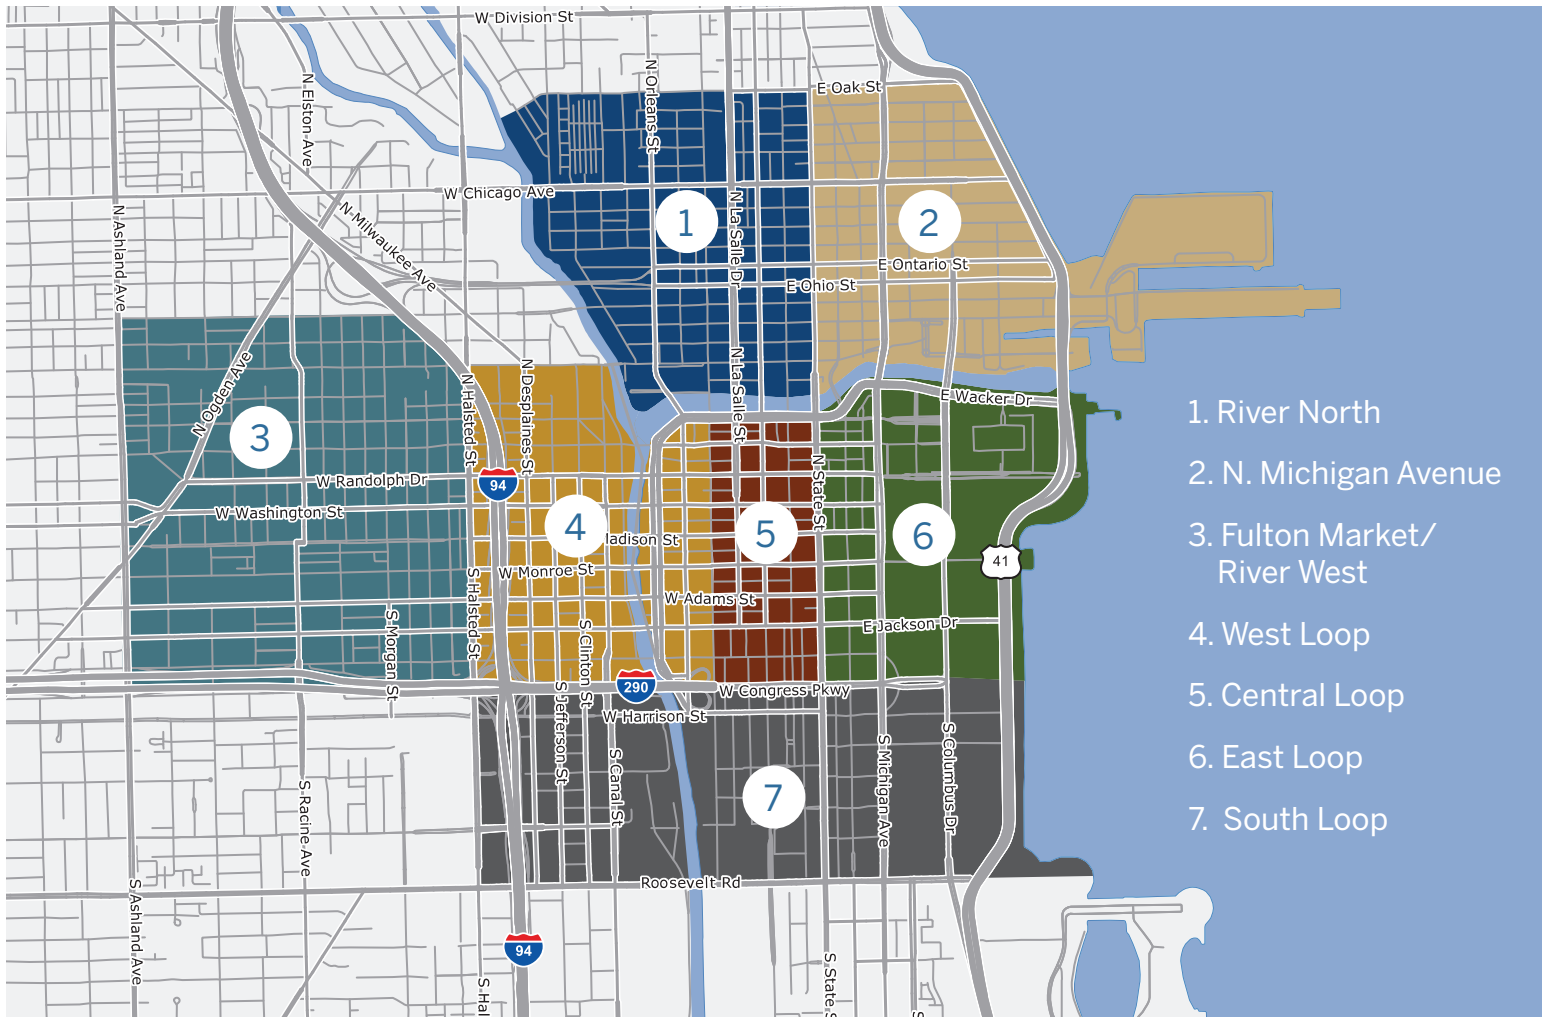 W Division St
E Oak St
N Orleans St
N Elston Ave
W Chicago Ave
N Milwaukee Ave
N Ashland Ave
N La Salle Dr
1
2
E Ontario St
E Ohio St
N Ogden Ave
N Halsted St
N Desplaines St
N La Salle St
E Wacker Dr
3
W Randolph Dr
94
W Washington St
N State St
4
adison St
5
6
41
W Monroe St
W Adams St
E Jackson Dr
S Halsted St
S Morgan St
S Clinton St
290
W Congress Pkwy
W Harrison St
S Jefferson St
S Canal St
S Michigan Ave
S Columbus Dr
7
S Racine Ave
Roosevelt Rd
S Ashland Ave
94
S Hal
S State S
S
1. River North
2. N. Michigan Avenue
3. Fulton Market/
River West
4. West Loop
5. Central Loop
6. East Loop
7. South Loop